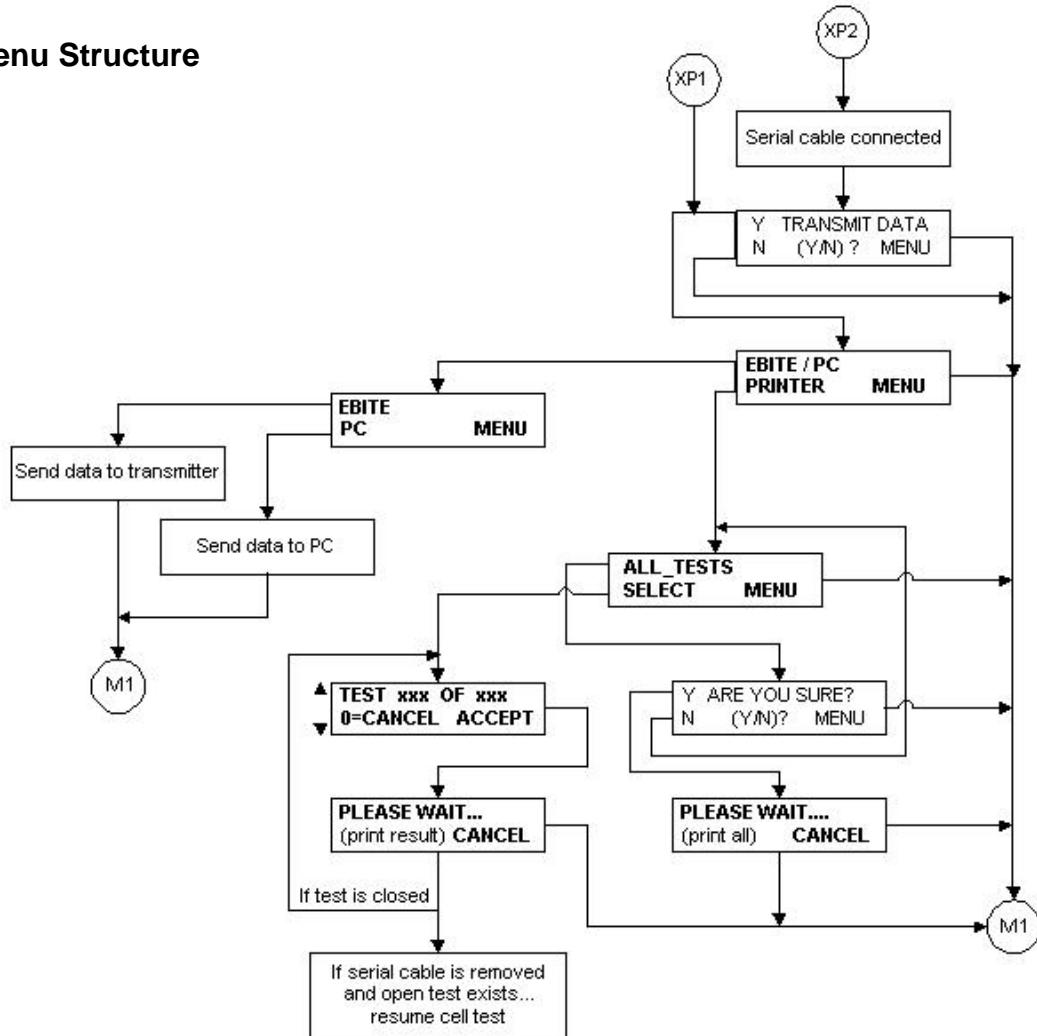 enu Structure
XP2
XP1
Serial cable connected
Y TRANSMIT DATA
N (Y/N) ? MENU
EBITE / PC
PRINTER MENU
EBITE
PC MENU
Send data to transmitter
Send data to PC
ALL_TESTS
SELECT MENU
M1
TEST xxx OF xxx
0=CANCEL ACCEPT
Y ARE YOU SURE?
N (Y/N)? MENU
PLEASE WAIT...
(print result) CANCEL
PLEASE WAIT....
(print all) CANCEL
If test is closed
M1
If serial cable is removed
and open test exists...
resume cell test